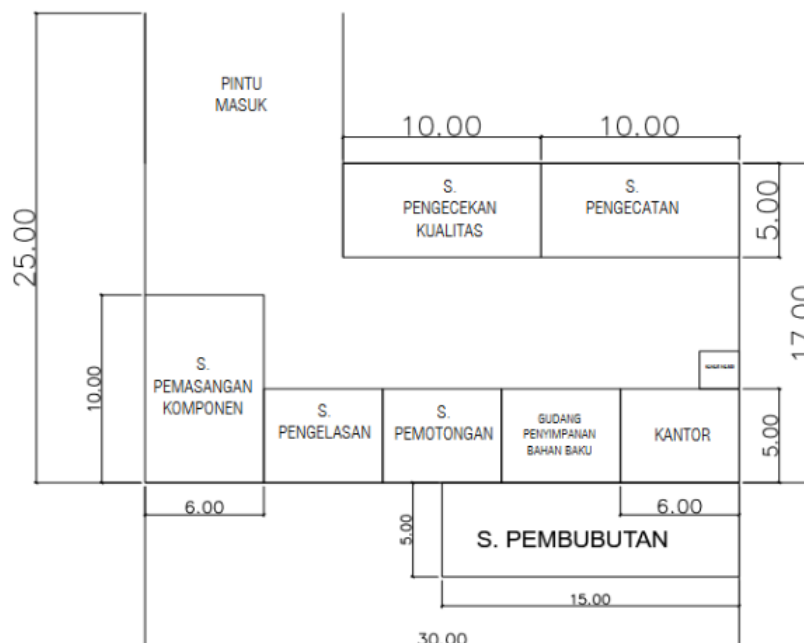 PINTU
MASUK
10.00
10.00
S.
PENGECEKAN
KUALITAS
S.
PENGECATAN
5.00
25.00
17.00
10.00
S.
PEMASANGAN
KOMPONEN
S.
PENGELASAN
S.
PEMOTONGAN
GUDANG
PENYIMPANAN
BAHAN BAKU
KANTOR
5.00
6.00
6.00
5.00
S. PEMBUBUTAN
15.00
30.00